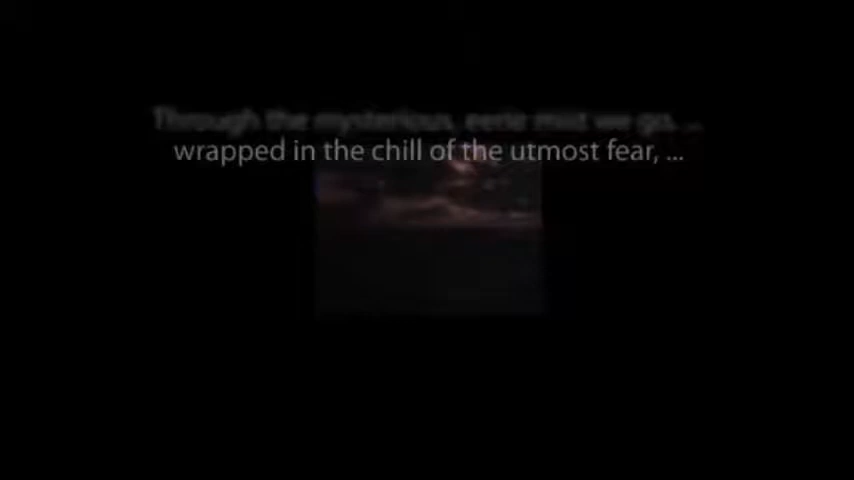 Through the mysterious, eerie mist we go, ...
wrapped in the chill of the utmost fear, ...